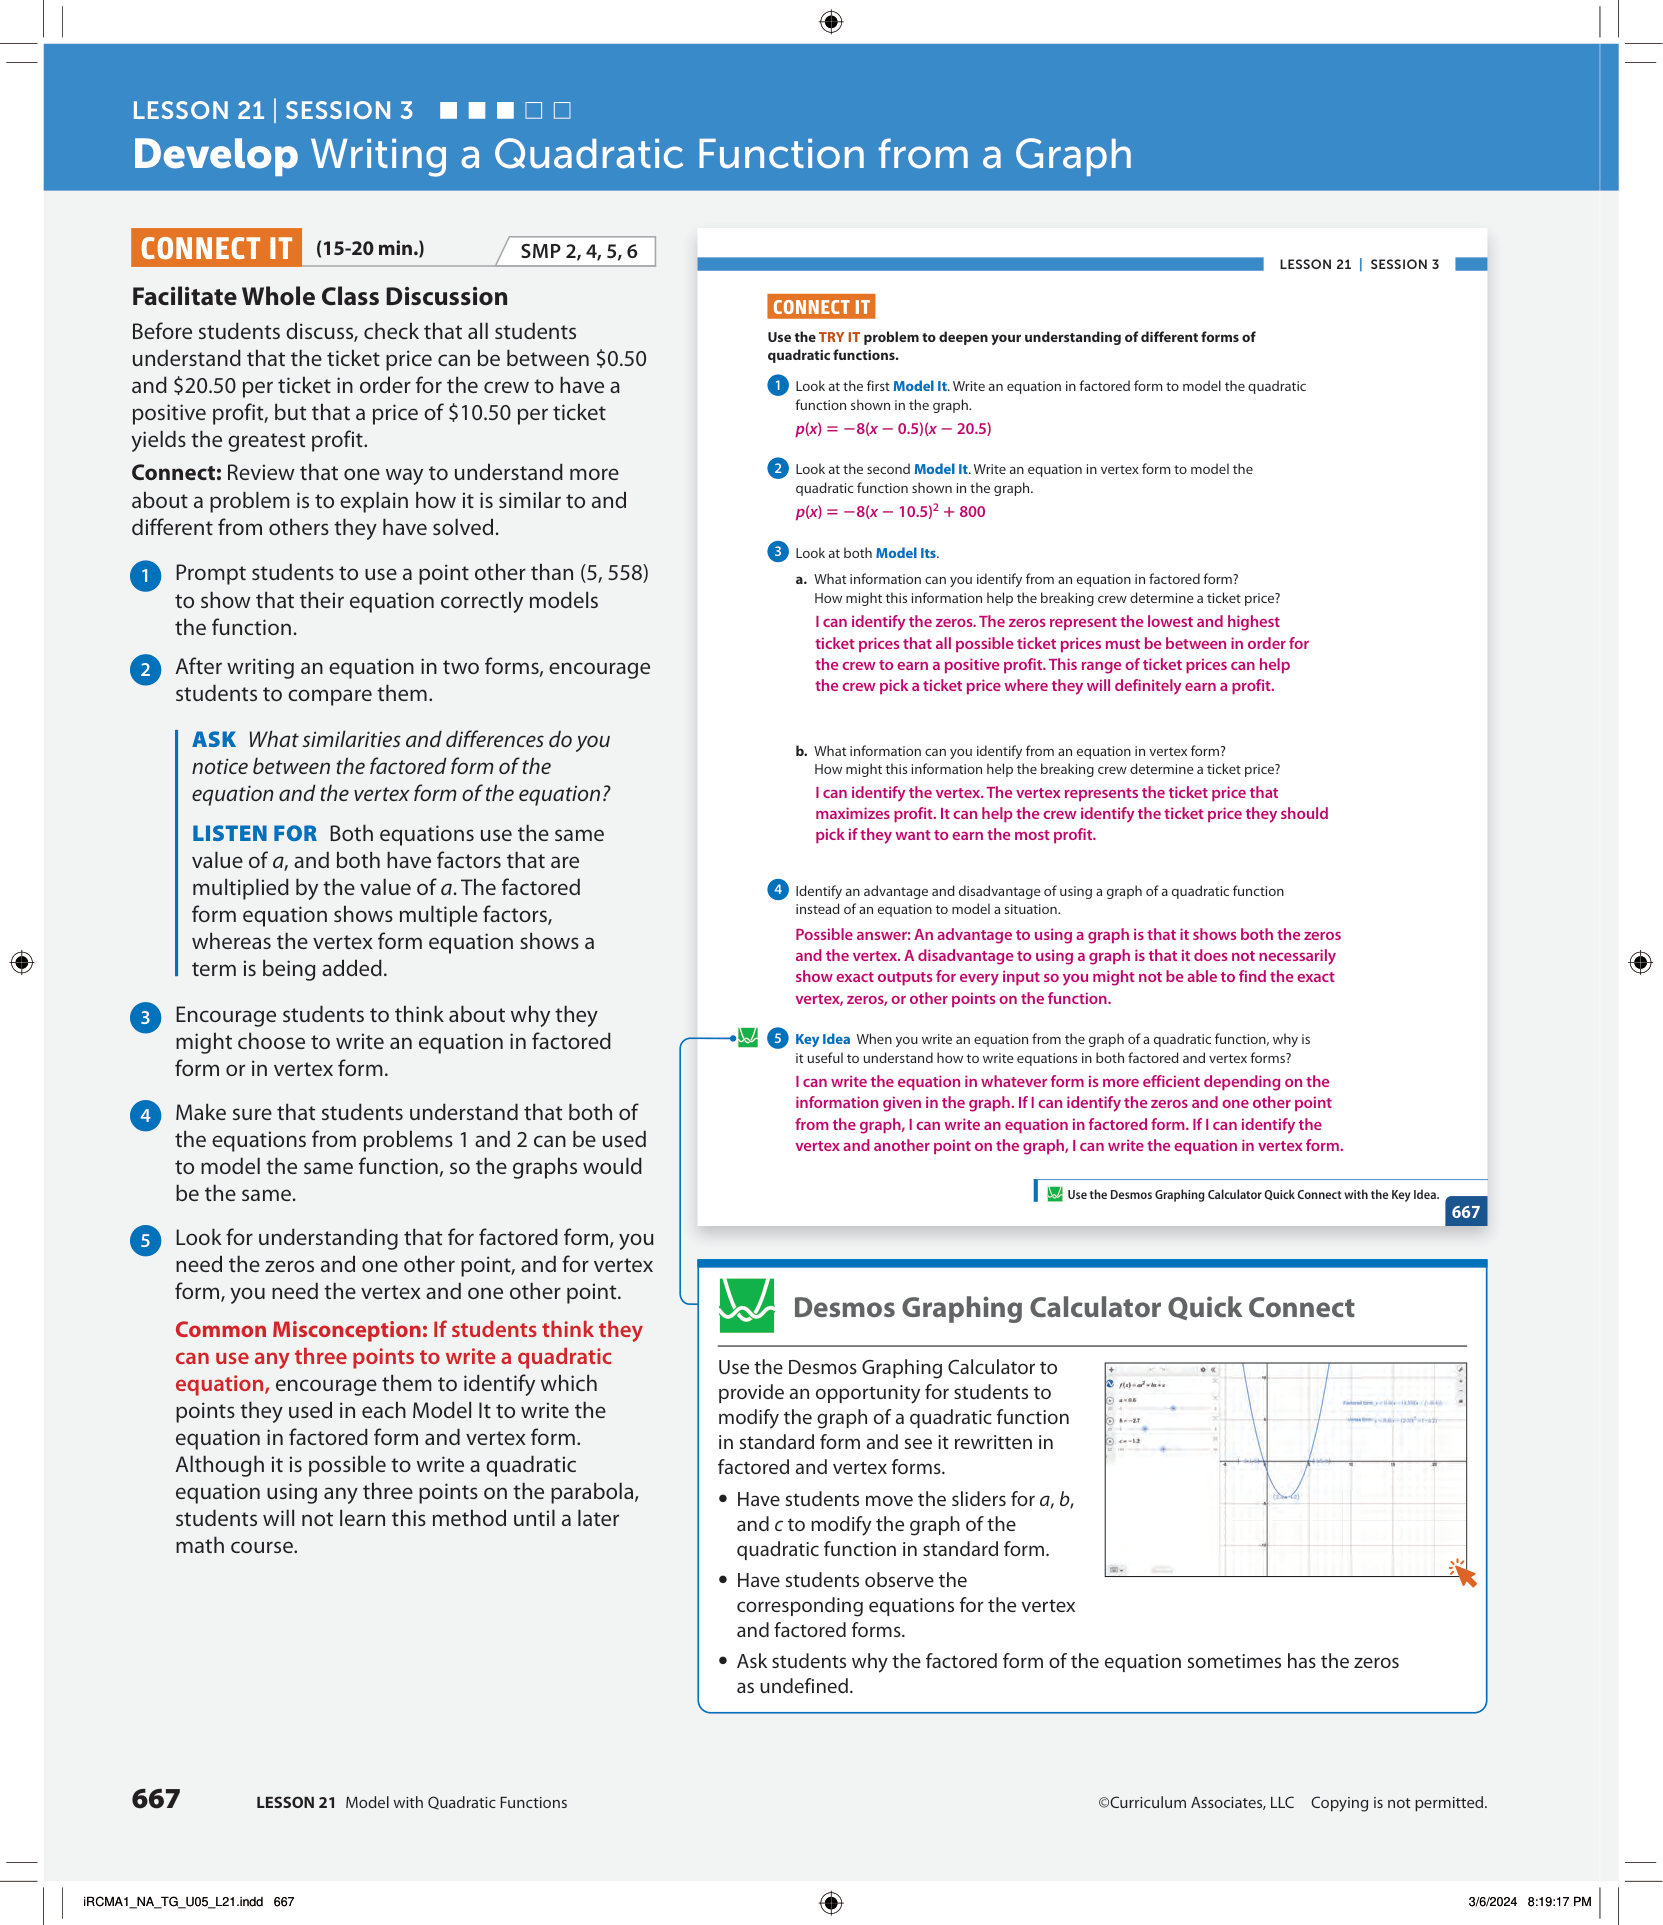 LESSON 21 | SESSION 3
Develop Writing a Quadratic Function from a Graph
CONNECT IT (15-20 min.) SMP 2, 4, 5, 6
Facilitate Whole Class Discussion
Before students discuss, check that all students
understand that the ticket price can be between $0.50
and $20.50 per ticket in order for the crew to have a
positive profit, but that a price of $10.50 per ticket
yields the greatest profit.
Connect: Review that one way to understand more
about a problem is to explain how it is similar to and
different from others they have solved.
1 Prompt students to use a point other than (5, 558)
to show that their equation correctly models
the function.
2 After writing an equation in two forms, encourage
students to compare them.
ASK What similarities and differences do you
notice between the factored form of the
equation and the vertex form of the equation?
LISTEN FOR Both equations use the same
value of a, and both have factors that are
multiplied by the value of a. The factored
form equation shows multiple factors,
whereas the vertex form equation shows a
term is being added.
3 Encourage students to think about why they
might choose to write an equation in factored
form or in vertex form.
4 Make sure that students understand that both of
the equations from problems 1 and 2 can be used
to model the same function, so the graphs would
be the same.
5 Look for understanding that for factored form, you
need the zeros and one other point, and for vertex
form, you need the vertex and one other point.
Common Misconception: If students think they
can use any three points to write a quadratic
equation, encourage them to identify which
points they used in each Model It to write the
equation in factored form and vertex form.
Although it is possible to write a quadratic
equation using any three points on the parabola,
students will not learn this method until a later
math course.
LESSON 21 | SESSION 3
CONNECT IT
Use the TRY IT problem to deepen your understanding of different forms of
quadratic functions.
1 Look at the first Model It. Write an equation in factored form to model the quadratic
function shown in the graph.
p(x) = −8(x − 0.5)(x − 20.5)
2 Look at the second Model It. Write an equation in vertex form to model the
quadratic function shown in the graph.
p(x) = −8(x − 10.5)² + 800
3 Look at both Model Its.
a. What information can you identify from an equation in factored form?
How might this information help the breaking crew determine a ticket price?
I can identify the zeros. The zeros represent the lowest and highest
ticket prices that all possible ticket prices must be between in order for
the crew to earn a positive profit. This range of ticket prices can help
the crew pick a ticket price where they will definitely earn a profit.
b. What information can you identify from an equation in vertex form?
How might this information help the breaking crew determine a ticket price?
I can identify the vertex. The vertex represents the ticket price that
maximizes profit. It can help the crew identify the ticket price they should
pick if they want to earn the most profit.
4 Identify an advantage and disadvantage of using a graph of a quadratic function
instead of an equation to model a situation.
Possible answer: An advantage to using a graph is that it shows both the zeros
and the vertex. A disadvantage to using a graph is that it does not necessarily
show exact outputs for every input so you might not be able to find the exact
vertex, zeros, or other points on the function.
5 Key Idea When you write an equation from the graph of a quadratic function, why is
it useful to understand how to write equations in both factored and vertex forms?
I can write the equation in whatever form is more efficient depending on the
information given in the graph. If I can identify the zeros and one other point
from the graph, I can write an equation in factored form. If I can identify the
vertex and another point on the graph, I can write the equation in vertex form.
Use the Desmos Graphing Calculator Quick Connect with the Key Idea.
667
Desmos Graphing Calculator Quick Connect
Use the Desmos Graphing Calculator to
provide an opportunity for students to
modify the graph of a quadratic function
in standard form and see it rewritten in
factored and vertex forms.
• Have students move the sliders for a, b,
and c to modify the graph of the
quadratic function in standard form.
• Have students observe the
corresponding equations for the vertex
and factored forms.
• Ask students why the factored form of the equation sometimes has the zeros
as undefined.
f(x) = ax² + bx + c
a = 0.6
b = −2.7
c = −1.2
667 LESSON 21 Model with Quadratic Functions
©Curriculum Associates, LLC Copying is not permitted.
iRCMA1_NA_TG_U05_L21.indd 667
3/6/2024 8:19:17 PM